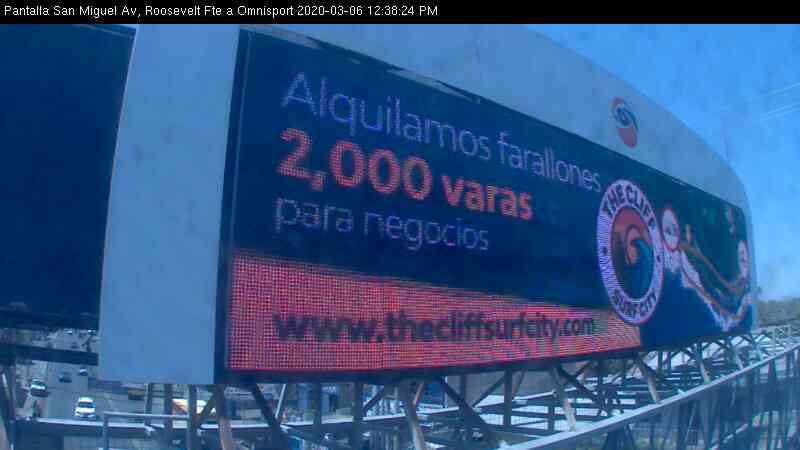 Pantalla San Miguel Av, Roosevelt Fte a Omnisport 2020-03-06 12:38:24 PM
Alquilamos farallones
2,000 varas
para negocios
THE CLIFF
SURF CITY
www.thecliffsurfcity.com